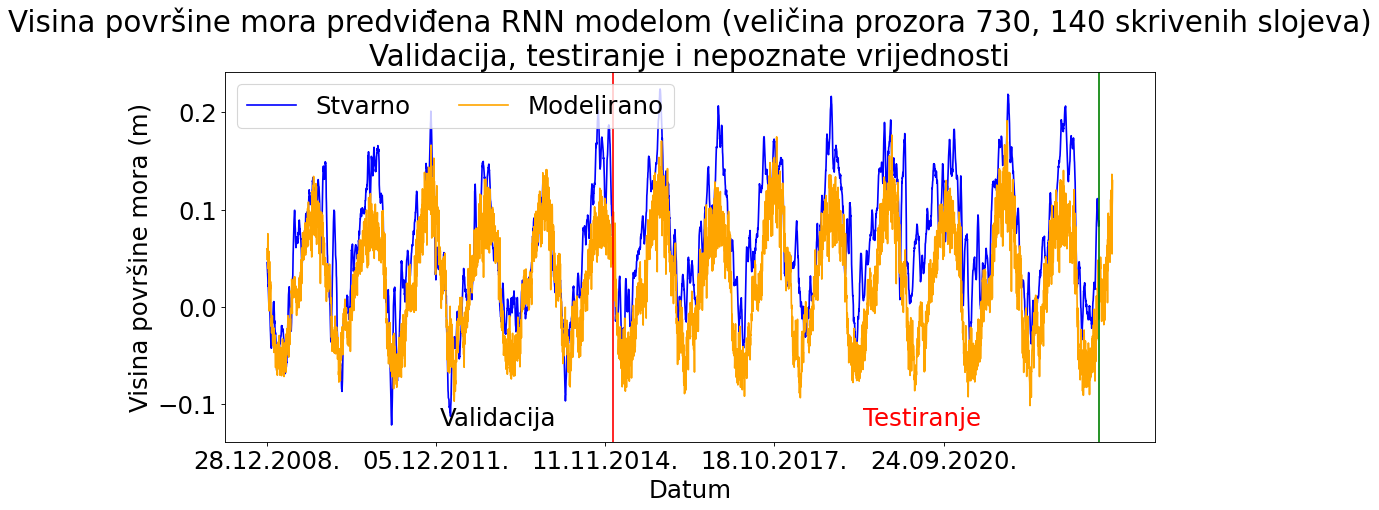 Visina površine mora predviđena RNN modelom (veličina prozora 730, 140 skrivenih slojeva)
Validacija, testiranje i nepoznate vrijednosti
Stvarno Modelirano
Visina površine mora (m)
0.2
0.1
0.0
−0.1
Validacija Testiranje
28.12.2008. 05.12.2011. 11.11.2014. 18.10.2017. 24.09.2020.
Datum